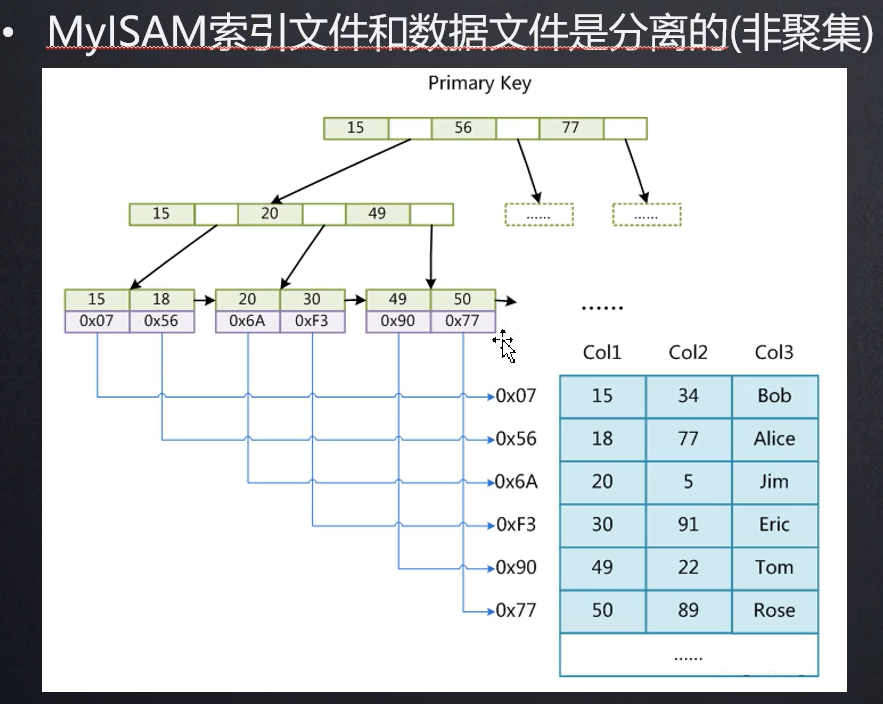 • MyISAM索引文件和数据文件是分离的(非聚集)
Primary Key
15 56 77
15 20 49 ...... ......
15 18 20 30 49 50
0x07 0x56 0x6A 0xF3 0x90 0x77
......
Col1 Col2 Col3
0x07 15 34 Bob
0x56 18 77 Alice
0x6A 20 5 Jim
0xF3 30 91 Eric
0x90 49 22 Tom
0x77 50 89 Rose
......